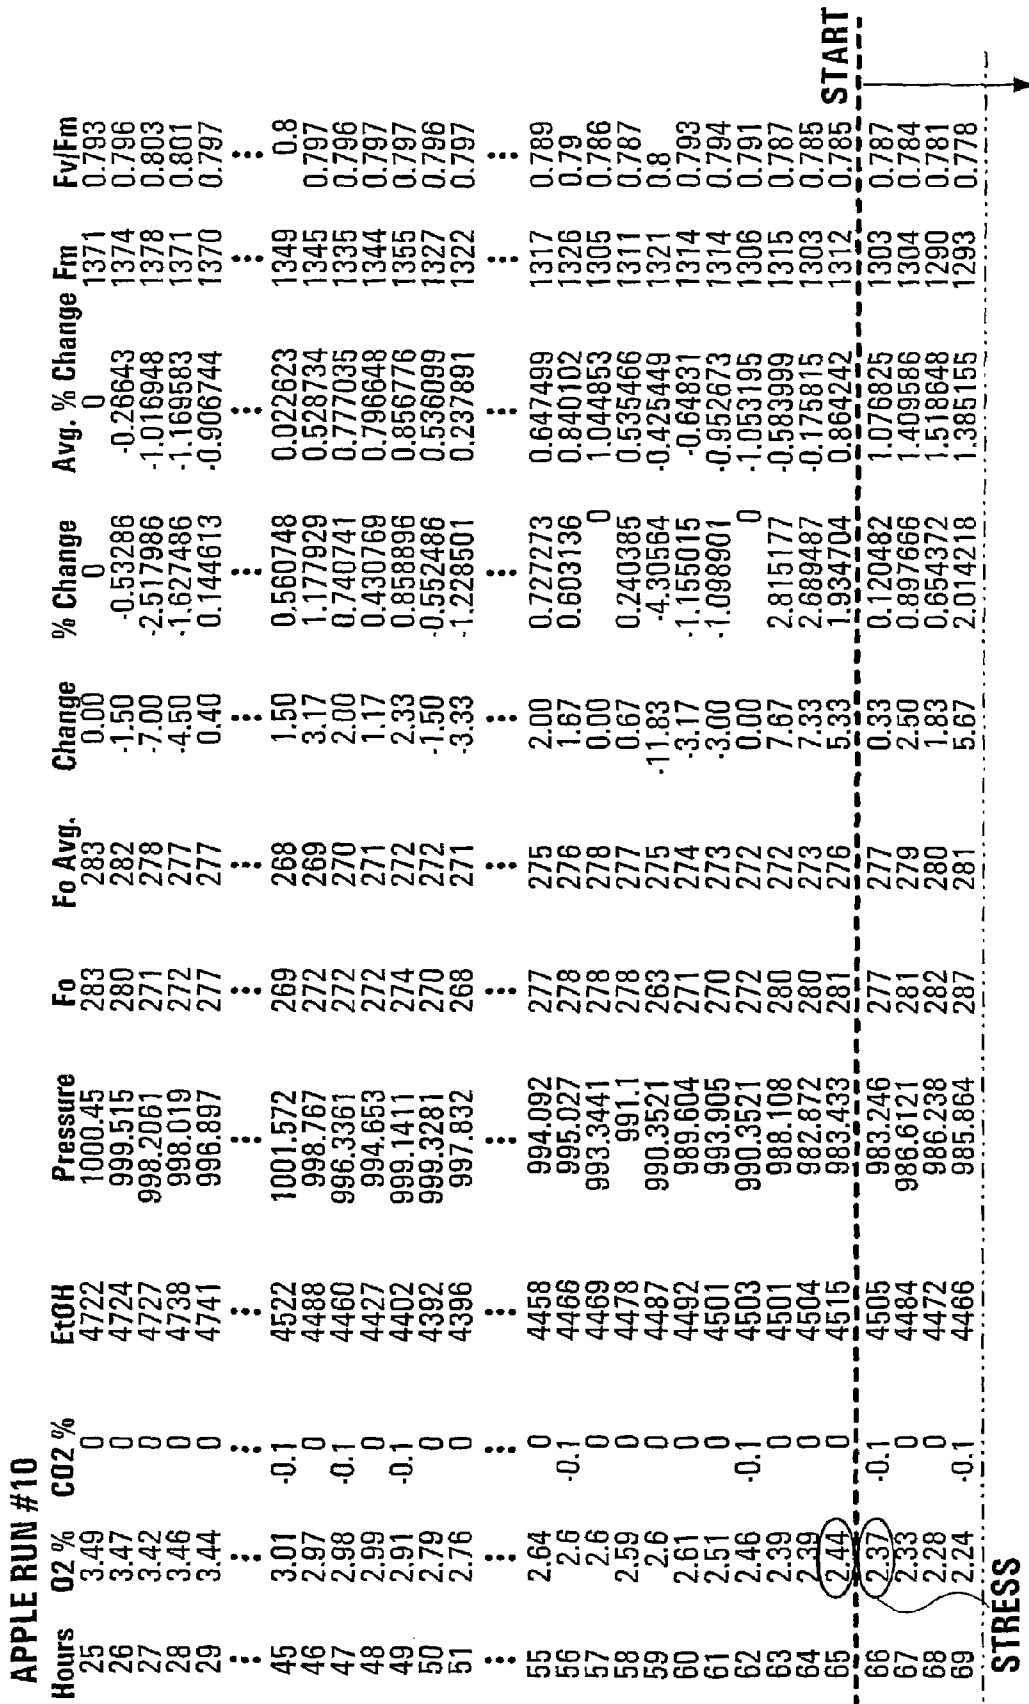 APPLE RUN #10
Hours O2 % CO2 % EtOH Pressure Fo Fo Avg. Change % Change Avg. % Change Fm Fv/Fm
25 3.49 0 4722 1000.45 283 283 0.00 0 0 1371 0.793
26 3.47 0 4724 999.515 280 282 -1.50 -0.53286 -0.26643 1374 0.796
27 3.42 0 4727 998.2061 271 278 -7.00 -2.517986 -1.016948 1378 0.803
28 3.46 0 4738 998.019 272 277 -4.50 -1.627486 -1.169583 1371 0.801
29 3.44 0 4741 996.897 277 277 0.40 0.144613 -0.906744 1370 0.797
45 3.01 -0.1 4522 1001.572 269 268 1.50 0.560748 0.022623 1349 0.8
46 2.97 0 4488 998.767 272 269 3.17 1.177929 0.528734 1345 0.797
47 2.98 -0.1 4460 996.3361 272 270 2.00 0.740741 0.777035 1335 0.796
48 2.99 0 4427 994.653 272 271 1.17 0.430769 0.796648 1344 0.797
49 2.91 -0.1 4402 999.1411 274 272 2.33 0.858896 0.856776 1355 0.797
50 2.79 0 4392 999.3281 270 272 -1.50 -0.552486 0.536099 1327 0.796
51 2.76 0 4396 997.832 268 271 -3.33 -1.228501 0.237891 1322 0.797
55 2.64 0 4458 994.092 277 275 2.00 0.727273 0.647499 1317 0.789
56 2.6 -0.1 4466 995.027 278 276 1.67 0.603136 0.840102 1326 0.79
57 2.6 0 4469 993.3441 278 278 0.00 0 1.044853 1305 0.786
58 2.59 0 4478 991.1 278 277 0.67 0.240385 0.535466 1311 0.787
59 2.6 0 4487 990.3521 263 275 -11.83 -4.30564 -0.425449 1321 0.8
60 2.61 0 4492 989.604 271 274 -3.17 -1.155015 -0.64831 1314 0.793
61 2.51 0 4501 993.905 270 273 -3.00 -1.098901 -0.952673 1314 0.794
62 2.46 -0.1 4503 990.3521 272 272 0.00 0 -1.053195 1306 0.791
63 2.39 0 4501 988.108 280 272 7.67 2.815177 -0.583999 1315 0.787
64 2.39 0 4504 982.872 280 273 7.33 2.689487 -0.175815 1303 0.785
65 2.44 0 4515 983.433 281 276 5.33 1.934704 0.864242 1312 0.785
START
66 2.37 -0.1 4505 983.246 277 277 0.33 0.120482 1.076825 1303 0.787
67 2.33 0 4484 986.6121 281 279 2.50 0.897666 1.409586 1304 0.784
68 2.28 0 4472 986.238 282 280 1.83 0.654372 1.518648 1290 0.781
69 2.24 -0.1 4466 985.864 287 281 5.67 2.014218 1.385155 1293 0.778
STRESS